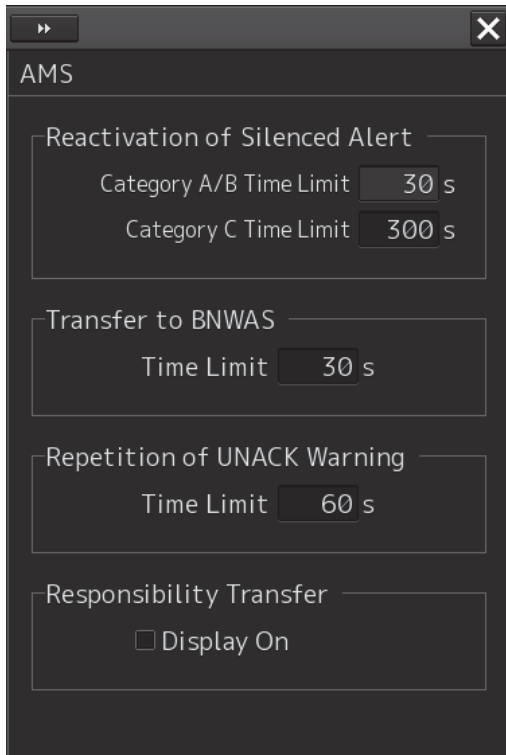 AMS
Reactivation of Silenced Alert
Category A/B Time Limit 30 s
Category C Time Limit 300 s
Transfer to BNWAS
Time Limit 30 s
Repetition of UNACK Warning
Time Limit 60 s
Responsibility Transfer
Display On